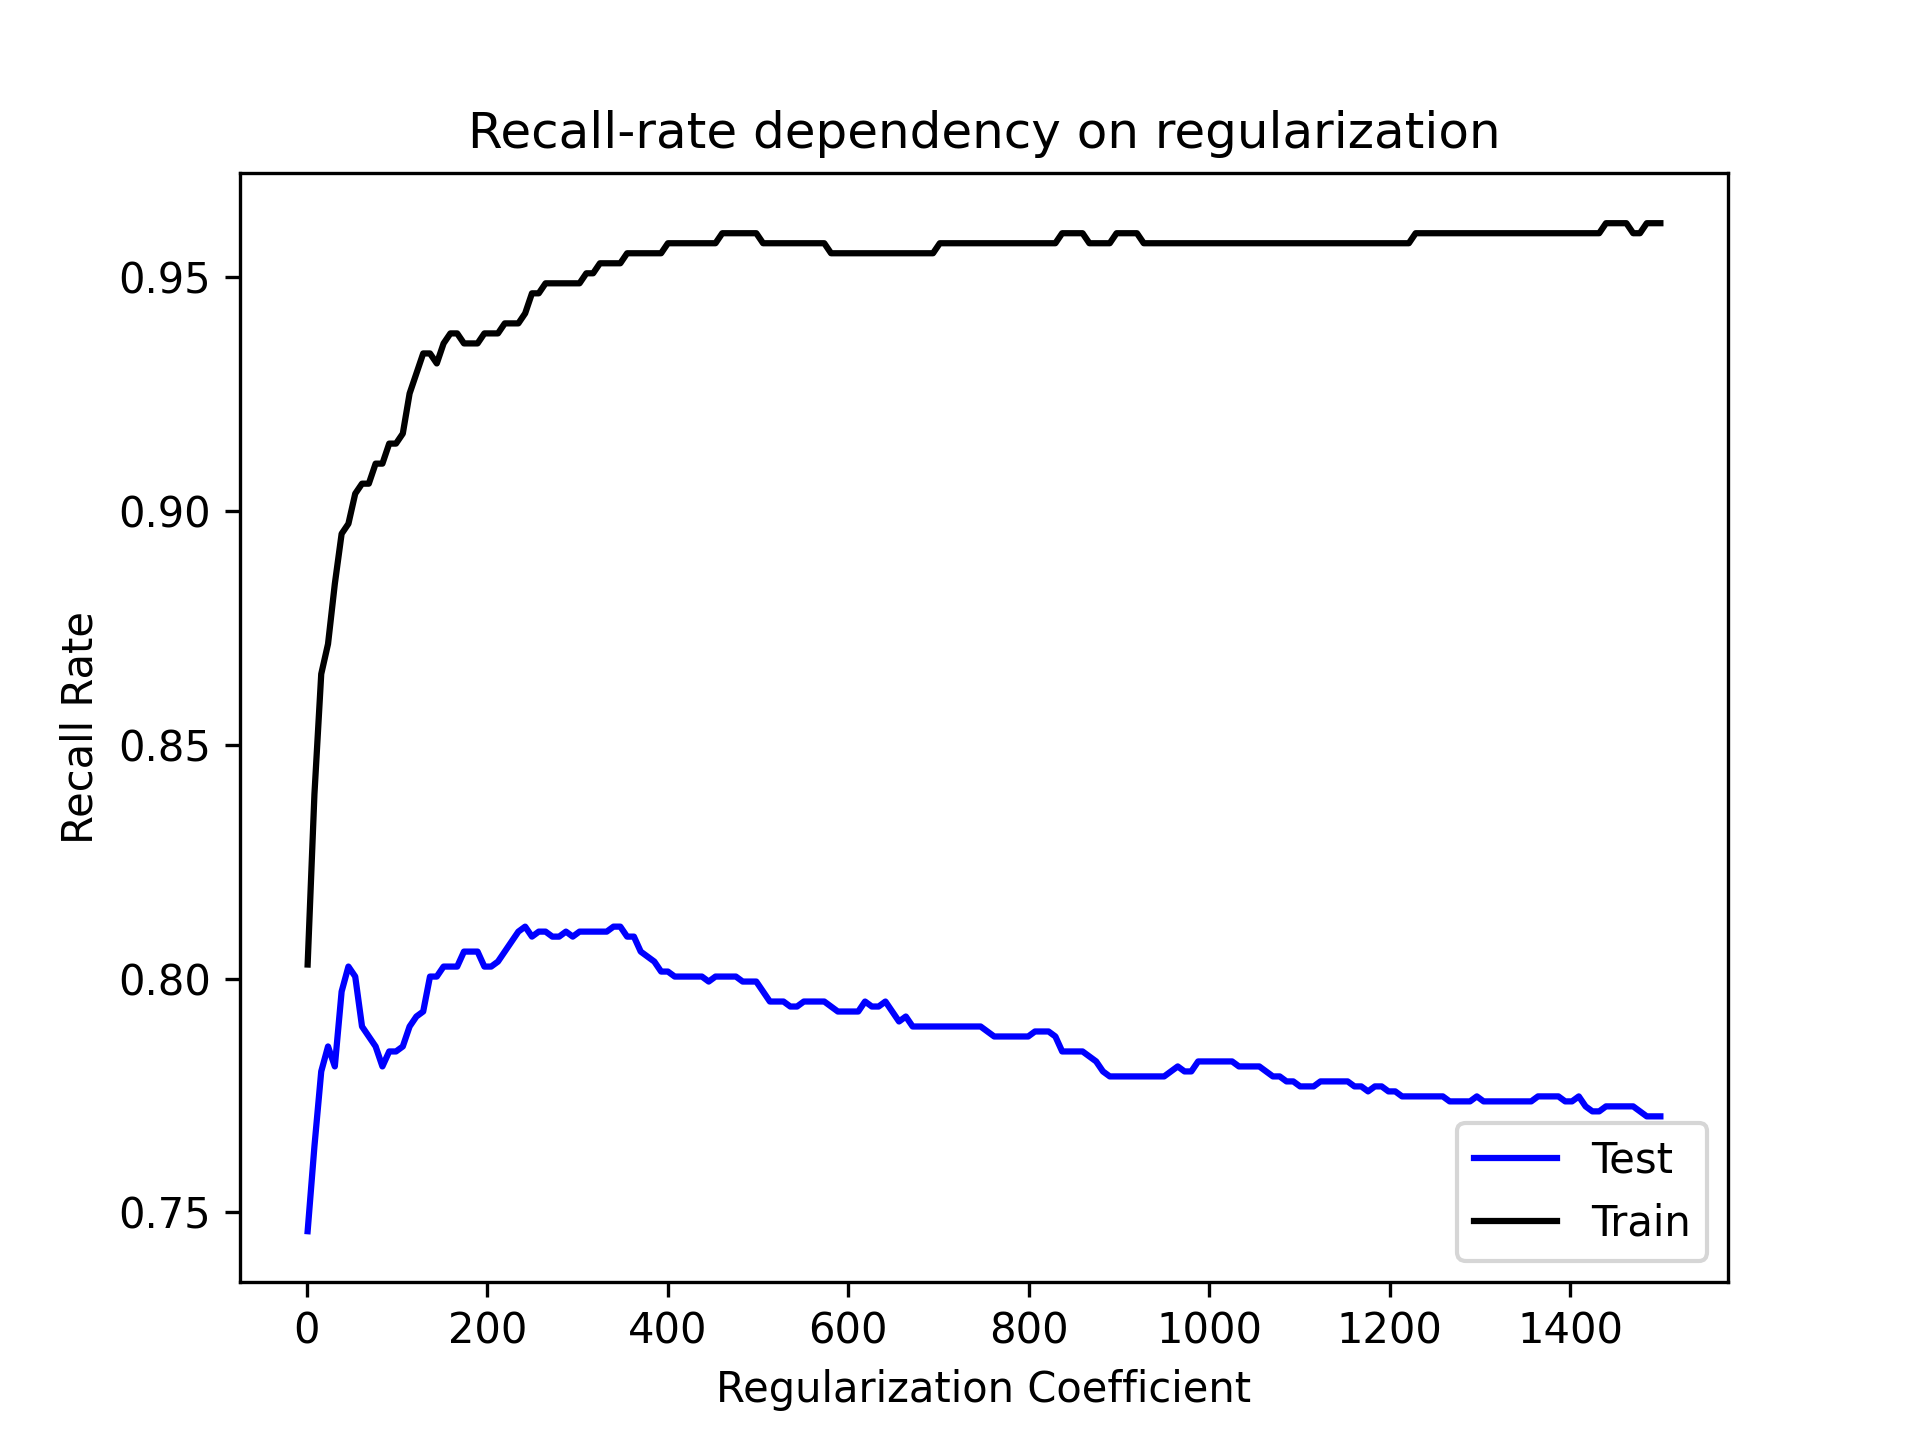 Recall-rate dependency on regularization
Recall Rate
0.95
0.90
0.85
0.80
0.75
0 200 400 600 800 1000 1200 1400
Regularization Coefficient
Test
Train